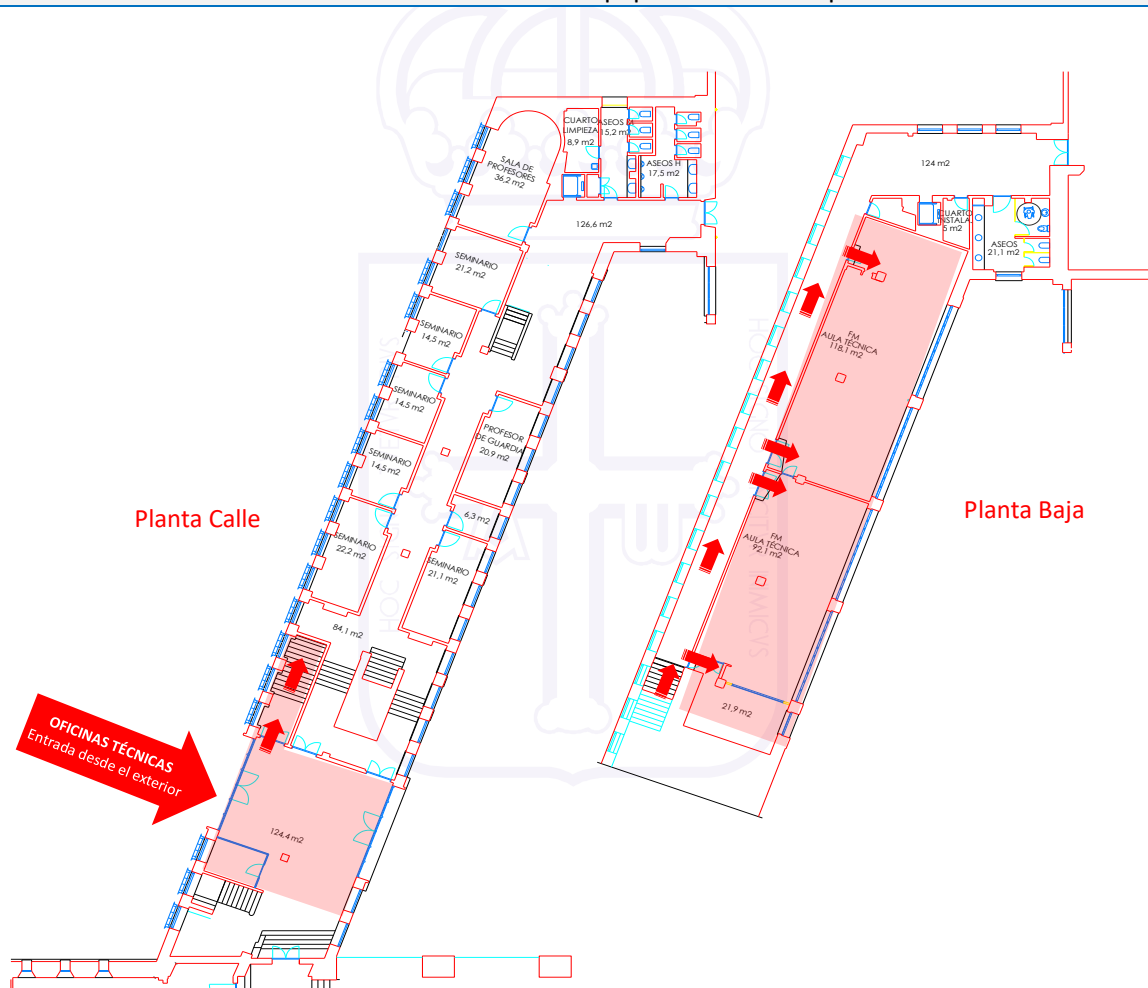 CUARTO
LIMPIEZA
8,9 m2
ASEOS M
15,2 m2
ASEOS H
17,5 m2
SALA DE
PROFESORES
36,2 m2
126,6 m2
SEMINARIO
21,2 m2
SEMINARIO
14,5 m2
SEMINARIO
14,5 m2
SEMINARIO
14,5 m2
PROFESOR
DE GUARDIA
20,9 m2
6,3 m2
SEMINARIO
22,2 m2
SEMINARIO
21,1 m2
84,1 m2
Planta Calle
OFICINAS TÉCNICAS
Entrada desde el exterior
124,4 m2
124 m2
CUARTO
INSTALA.
5 m2
ASEOS
21,1 m2
FM
AULA TÉCNICA
118.1 m2
Planta Baja
FM
AULA TÉCNICA
92.1 m2
21,9 m2